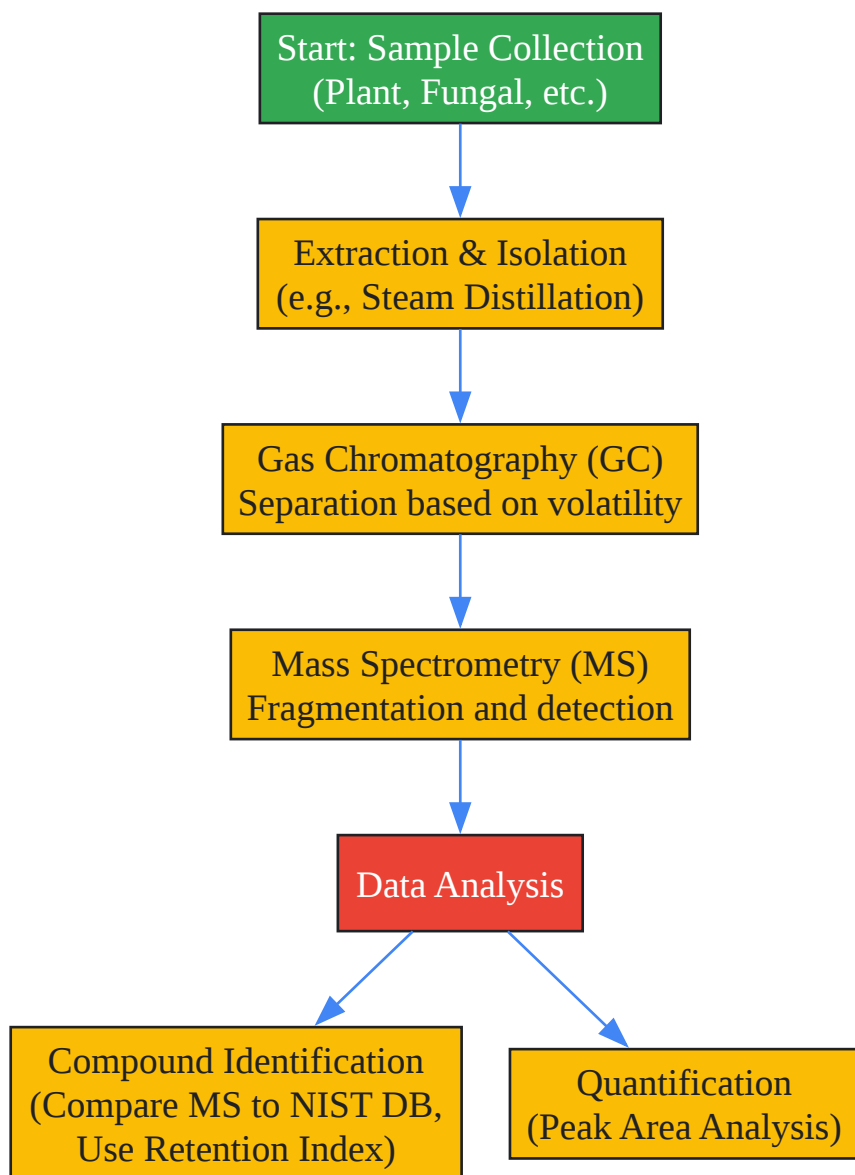 Start: Sample Collection
(Plant, Fungal, etc.)
Extraction & Isolation
(e.g., Steam Distillation)
Gas Chromatography (GC)
Separation based on volatility
Mass Spectrometry (MS)
Fragmentation and detection
Data Analysis
Compound Identification
(Compare MS to NIST DB,
Use Retention Index)
Quantification
(Peak Area Analysis)